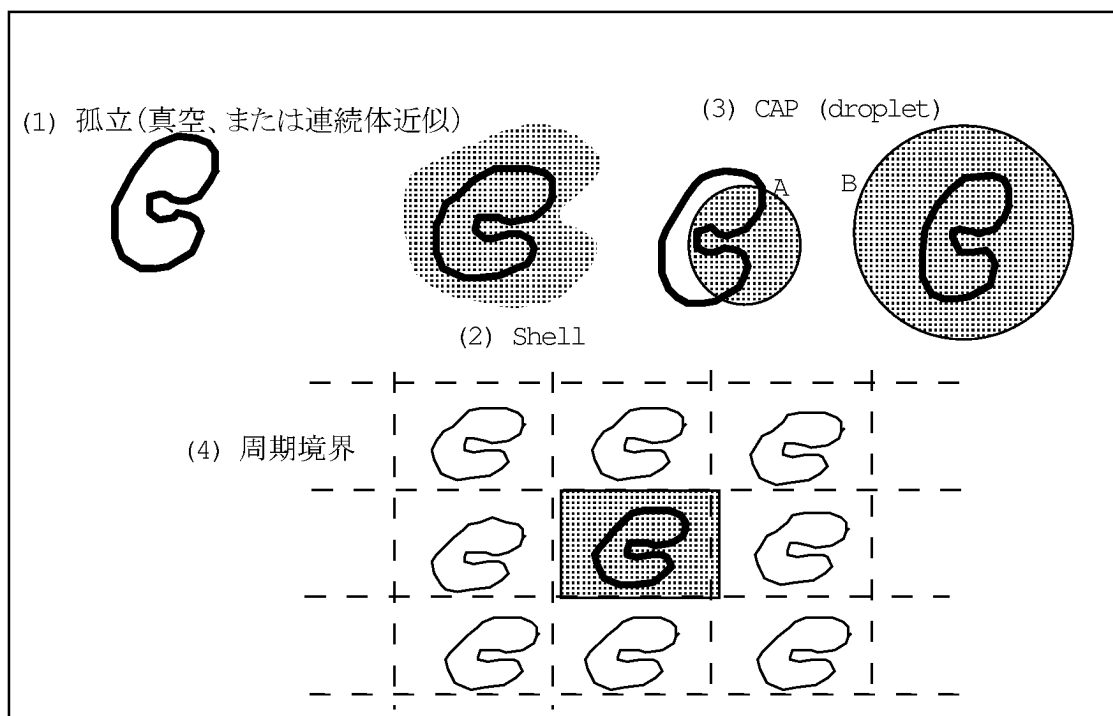 (1) 孤立(真空、または連続体近似)
(3) CAP (droplet)
A
B
(2) Shell
(4) 周期境界